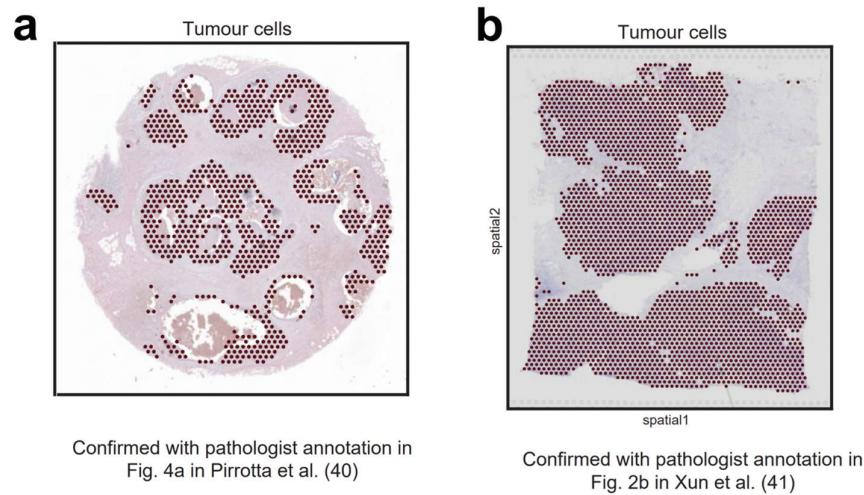 a
Tumour cells
Confirmed with pathologist annotation in
Fig. 4a in Pirrotta et al. (40)
b
Tumour cells
spatial2
spatial1
Confirmed with pathologist annotation in
Fig. 2b in Xun et al. (41)